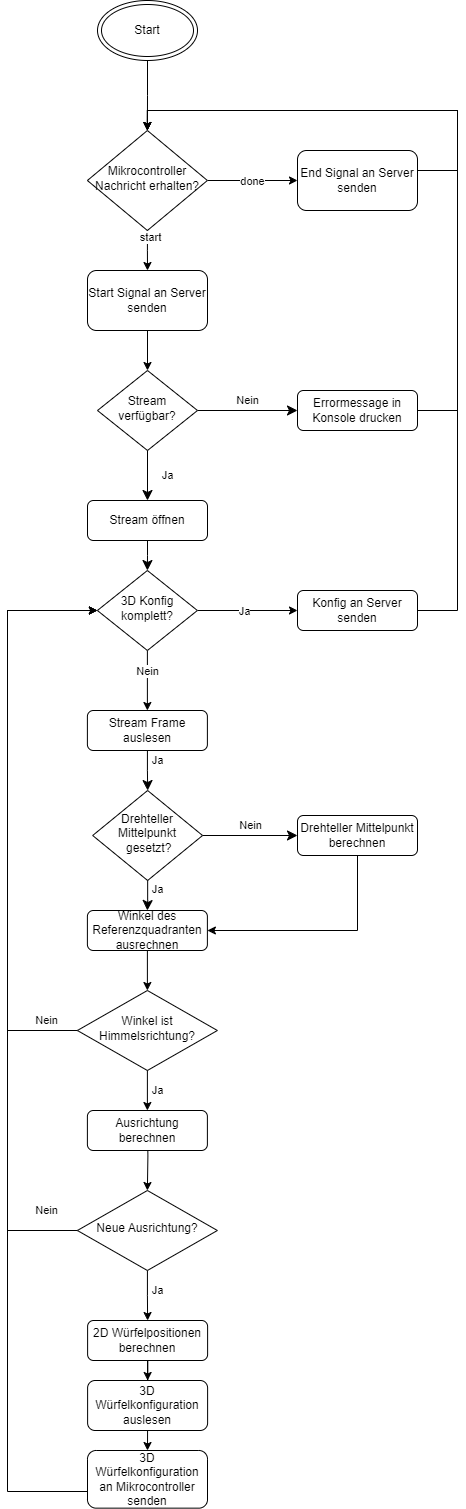 Start
Mikrocontroller
Nachricht erhalten?
done
End Signal an Server
senden
start
Start Signal an Server
senden
Stream
verfügbar?
Nein
Errormessage in
Konsole drucken
Ja
Stream öffnen
3D Konfig
komplett?
Ja
Konfig an Server
senden
Nein
Stream Frame
auslesen
Ja
Drehteller
Mittelpunkt
gesetzt?
Nein
Drehteller Mittelpunkt
berechnen
Ja
Winkel des
Referenzquadranten
ausrechnen
Nein
Winkel ist
Himmelsrichtung?
Ja
Ausrichtung
berechnen
Nein
Neue Ausrichtung?
Ja
2D Würfelpositionen
berechnen
3D
Würfelkonfiguration
auslesen
3D
Würfelkonfiguration
an Mikrocontroller
senden